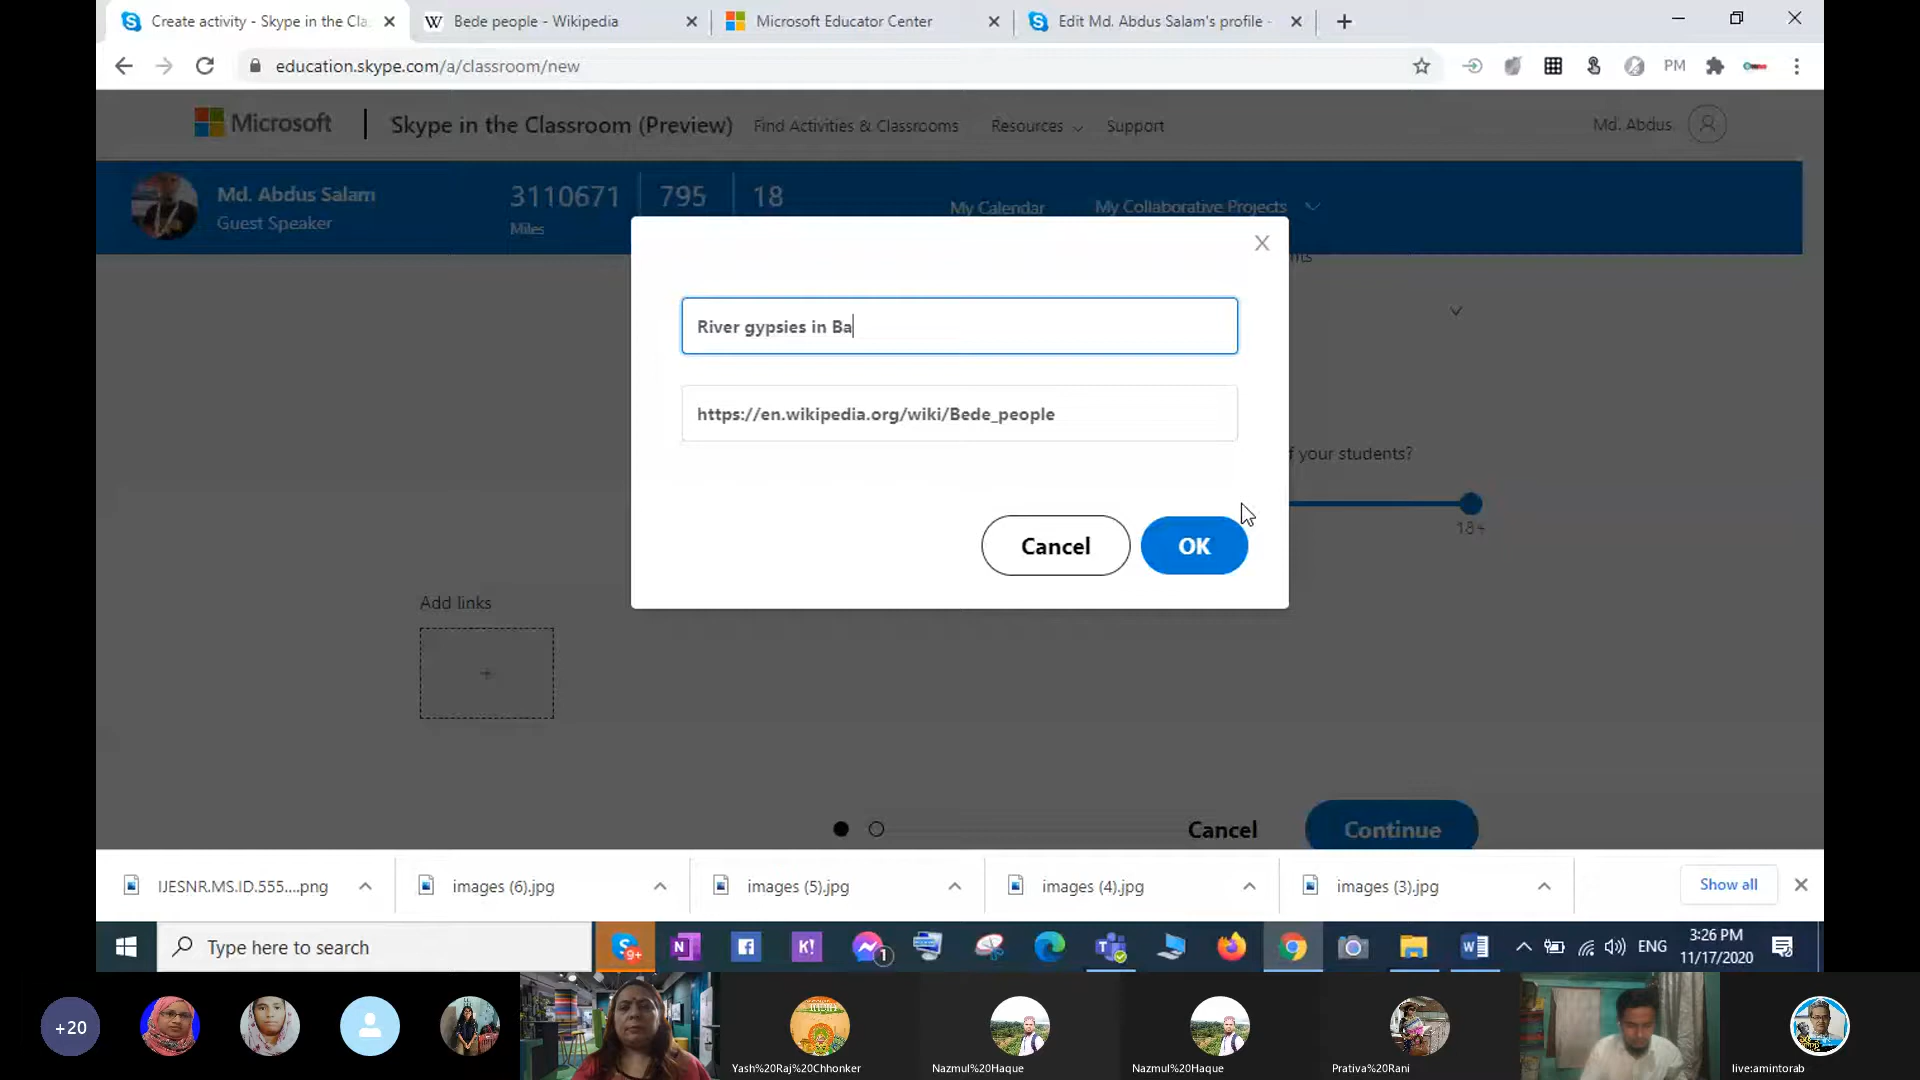 Create activity - Skype in the Cla
Bede people - Wikipedia
Microsoft Educator Center
Edit Md. Abdus Salam's profile -
education.skype.com/a/classroom/new
PM
Microsoft
Skype in the Classroom (Preview)
Find Activities & Classrooms
Resources
Support
Md. Abdus
Md. Abdus Salam
Guest Speaker
3110671
795
18
Miles
My Calendar
My Collaborative Projects
X
nts
River gypsies in Ba
https://en.wikipedia.org/wiki/Bede_people
f your students?
18+
Cancel
OK
Add links
+
Cancel
Continue
IJESNR.MS.ID.555....png
images (6).jpg
images (5).jpg
images (4).jpg
images (3).jpg
Show all
Type here to search
9+
N
K!
1
ENG
3:26 PM
11/17/2020
+20
Yash%20Raj%20Chhonker
Nazmul%20Haque
Nazmul%20Haque
Prativa%20Rani
live:amintorab